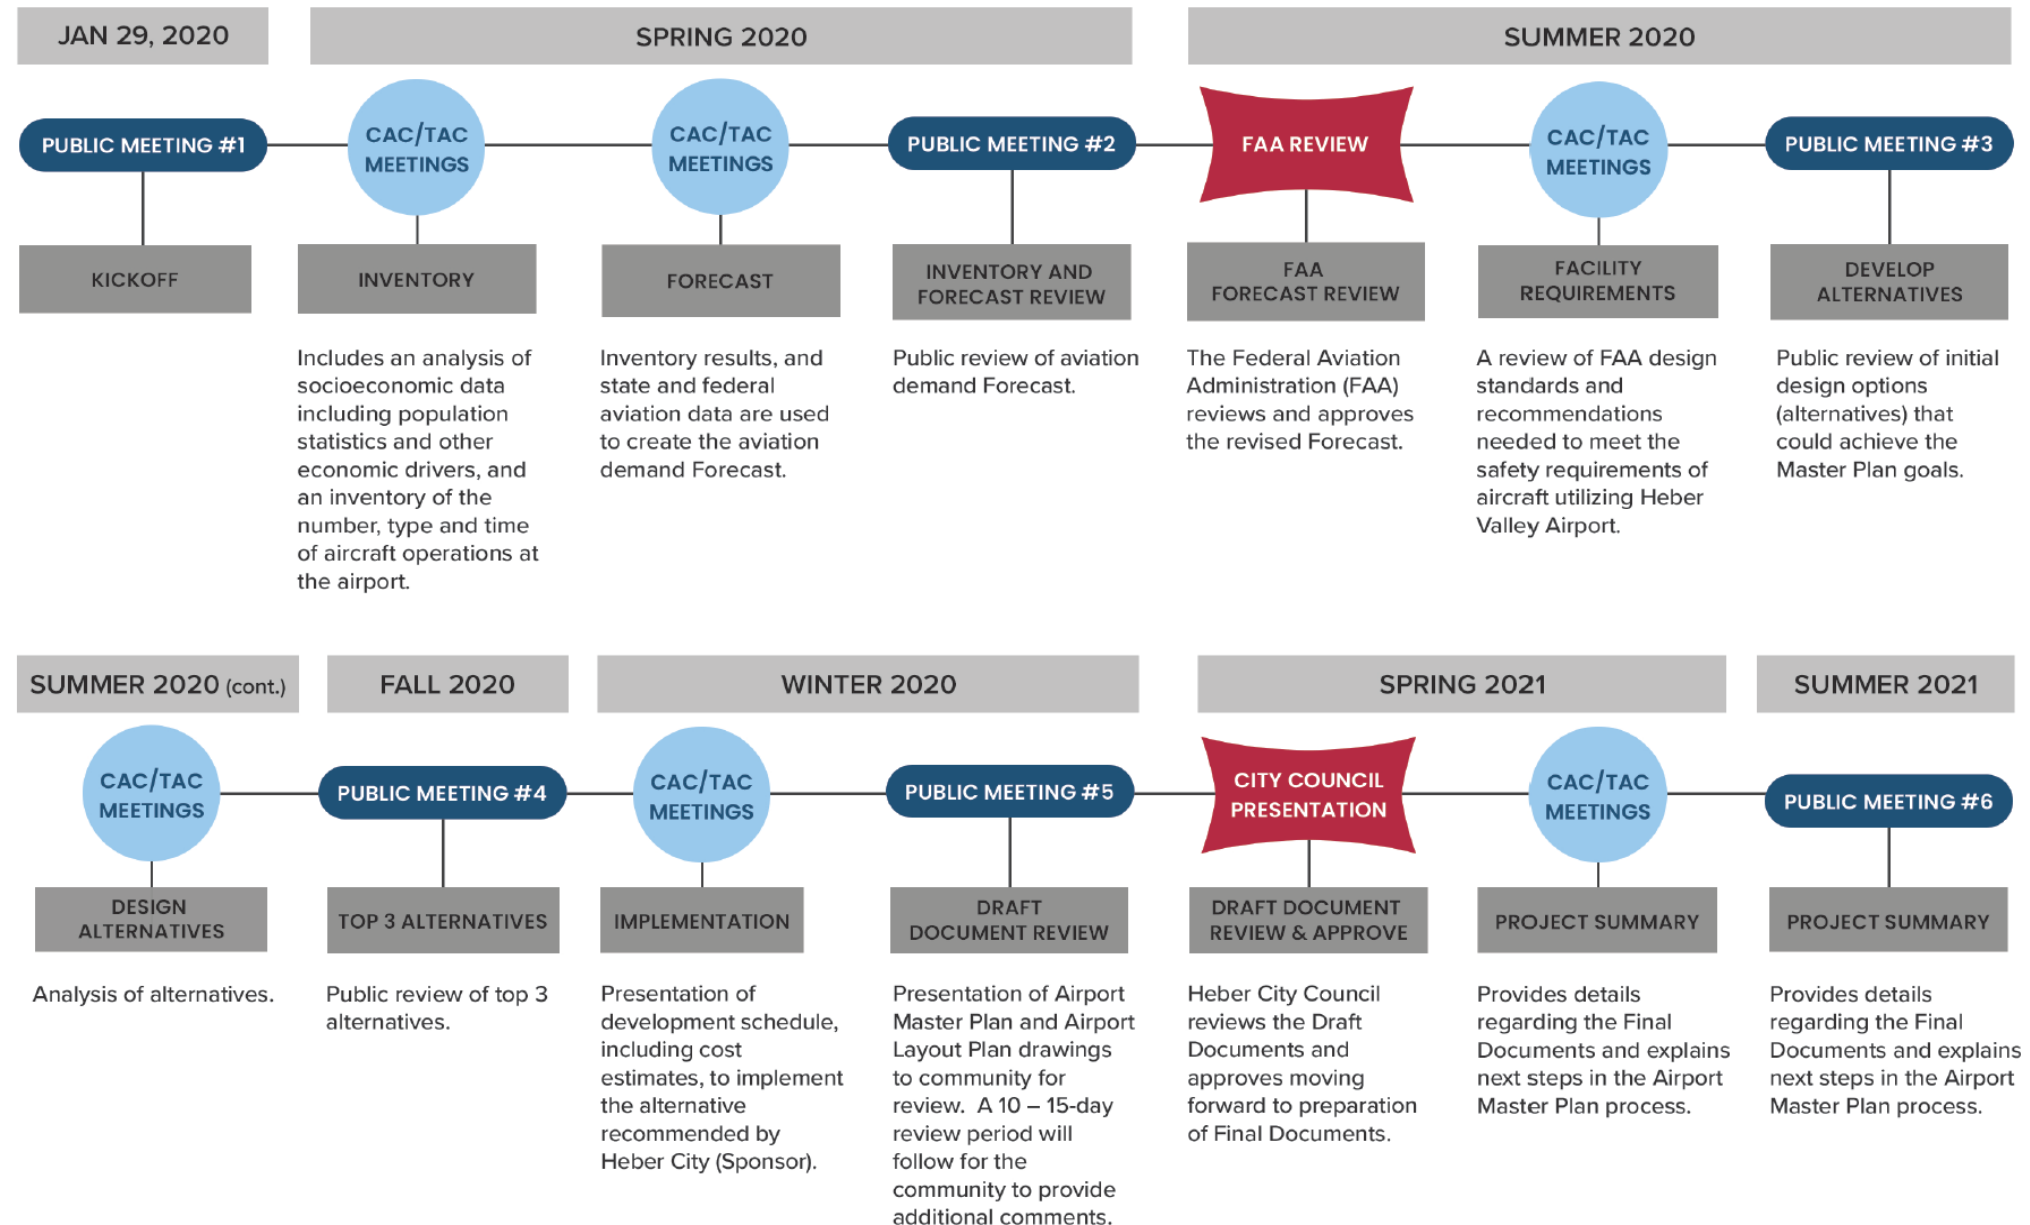 JAN 29, 2020
SPRING 2020
SUMMER 2020
PUBLIC MEETING #1
CAC/TAC
MEETINGS
CAC/TAC
MEETINGS
PUBLIC MEETING #2
FAA REVIEW
CAC/TAC
MEETINGS
PUBLIC MEETING #3
KICKOFF
INVENTORY
Includes an analysis of
socioeconomic data
including population
statistics and other
economic drivers, and
an inventory of the
number, type and time
of aircraft operations at
the airport.
FORECAST
Inventory results, and
state and federal
aviation data are used
to create the aviation
demand Forecast.
INVENTORY AND
FORECAST REVIEW
Public review of aviation
demand Forecast.
FAA
FORECAST REVIEW
The Federal Aviation
Administration (FAA)
reviews and approves
the revised Forecast.
FACILITY
REQUIREMENTS
A review of FAA design
standards and
recommendations
needed to meet the
safety requirements of
aircraft utilizing Heber
Valley Airport.
DEVELOP
ALTERNATIVES
Public review of initial
design options
(alternatives) that
could achieve the
Master Plan goals.
SUMMER 2020 (cont.)
FALL 2020
WINTER 2020
SPRING 2021
SUMMER 2021
CAC/TAC
MEETINGS
PUBLIC MEETING #4
CAC/TAC
MEETINGS
PUBLIC MEETING #5
CITY COUNCIL
PRESENTATION
CAC/TAC
MEETINGS
PUBLIC MEETING #6
DESIGN
ALTERNATIVES
Analysis of alternatives.
TOP 3 ALTERNATIVES
Public review of top 3
alternatives.
IMPLEMENTATION
Presentation of
development schedule,
including cost
estimates, to implement
the alternative
recommended by
Heber City (Sponsor).
DRAFT
DOCUMENT REVIEW
Presentation of Airport
Master Plan and Airport
Layout Plan drawings
to community for
review.  A 10 – 15-day
review period will
follow for the
community to provide
additional comments.
DRAFT DOCUMENT
REVIEW & APPROVE
Heber City Council
reviews the Draft
Documents and
approves moving
forward to preparation
of Final Documents.
PROJECT SUMMARY
Provides details
regarding the Final
Documents and explains
next steps in the Airport
Master Plan process.
PROJECT SUMMARY
Provides details
regarding the Final
Documents and explains
next steps in the Airport
Master Plan process.